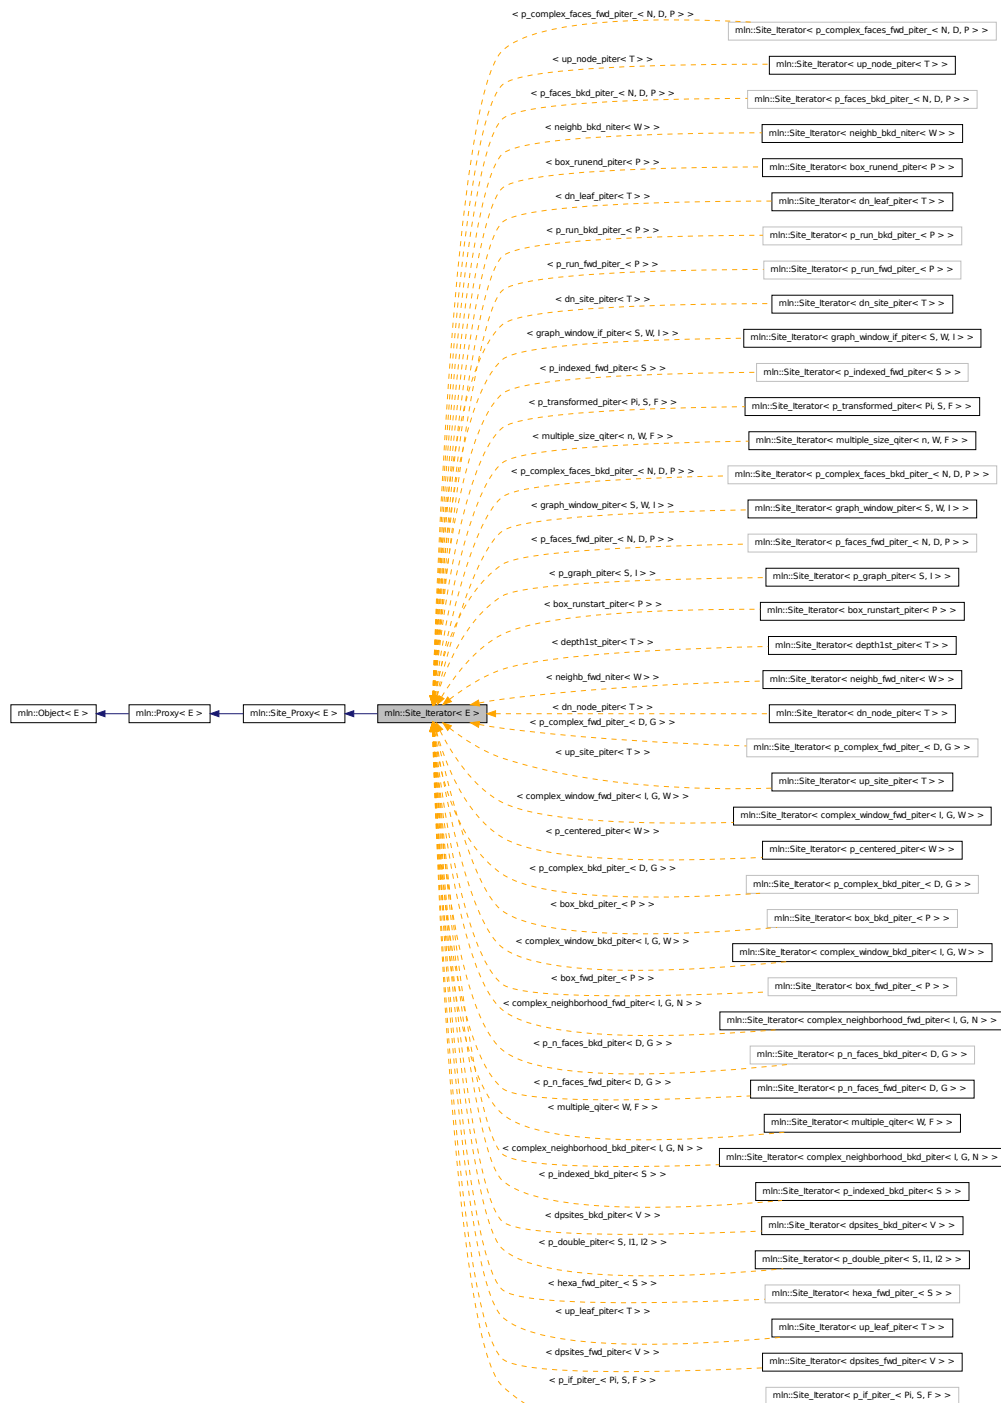 < p_complex_faces_fwd_piter_< N, D, P > >
mln::Site_Iterator< p_complex_faces_fwd_piter_< N, D, P > >
< up_node_piter< T > >
mln::Site_Iterator< up_node_piter< T > >
< p_faces_bkd_piter_< N, D, P > >
mln::Site_Iterator< p_faces_bkd_piter_< N, D, P > >
< neighb_bkd_niter< W > >
mln::Site_Iterator< neighb_bkd_niter< W > >
< box_runend_piter< P > >
mln::Site_Iterator< box_runend_piter< P > >
< dn_leaf_piter< T > >
mln::Site_Iterator< dn_leaf_piter< T > >
< p_run_bkd_piter_< P > >
mln::Site_Iterator< p_run_bkd_piter_< P > >
< p_run_fwd_piter_< P > >
mln::Site_Iterator< p_run_fwd_piter_< P > >
< dn_site_piter< T > >
mln::Site_Iterator< dn_site_piter< T > >
< graph_window_if_piter< S, W, I > >
mln::Site_Iterator< graph_window_if_piter< S, W, I > >
< p_indexed_fwd_piter< S > >
mln::Site_Iterator< p_indexed_fwd_piter< S > >
< p_transformed_piter< Pi, S, F > >
mln::Site_Iterator< p_transformed_piter< Pi, S, F > >
< multiple_size_qiter< n, W, F > >
mln::Site_Iterator< multiple_size_qiter< n, W, F > >
< p_complex_faces_bkd_piter_< N, D, P > >
mln::Site_Iterator< p_complex_faces_bkd_piter_< N, D, P > >
< graph_window_piter< S, W, I > >
mln::Site_Iterator< graph_window_piter< S, W, I > >
< p_faces_fwd_piter_< N, D, P > >
mln::Site_Iterator< p_faces_fwd_piter_< N, D, P > >
< p_graph_piter< S, I > >
mln::Site_Iterator< p_graph_piter< S, I > >
< box_runstart_piter< P > >
mln::Site_Iterator< box_runstart_piter< P > >
< depth1st_piter< T > >
mln::Site_Iterator< depth1st_piter< T > >
< neighb_fwd_niter< W > >
mln::Site_Iterator< neighb_fwd_niter< W > >
mln::Object< E >
mln::Proxy< E >
mln::Site_Proxy< E >
mln::Site_Iterator< E >
< dn_node_piter< T > >
mln::Site_Iterator< dn_node_piter< T > >
< p_complex_fwd_piter_< D, G > >
mln::Site_Iterator< p_complex_fwd_piter_< D, G > >
< up_site_piter< T > >
mln::Site_Iterator< up_site_piter< T > >
< complex_window_fwd_piter< I, G, W > >
mln::Site_Iterator< complex_window_fwd_piter< I, G, W > >
< p_centered_piter< W > >
mln::Site_Iterator< p_centered_piter< W > >
< p_complex_bkd_piter_< D, G > >
mln::Site_Iterator< p_complex_bkd_piter_< D, G > >
< box_bkd_piter_< P > >
mln::Site_Iterator< box_bkd_piter_< P > >
< complex_window_bkd_piter< I, G, W > >
mln::Site_Iterator< complex_window_bkd_piter< I, G, W > >
< box_fwd_piter_< P > >
mln::Site_Iterator< box_fwd_piter_< P > >
< complex_neighborhood_fwd_piter< I, G, N > >
mln::Site_Iterator< complex_neighborhood_fwd_piter< I, G, N > >
< p_n_faces_bkd_piter< D, G > >
mln::Site_Iterator< p_n_faces_bkd_piter< D, G > >
< p_n_faces_fwd_piter< D, G > >
mln::Site_Iterator< p_n_faces_fwd_piter< D, G > >
< multiple_qiter< W, F > >
mln::Site_Iterator< multiple_qiter< W, F > >
< complex_neighborhood_bkd_piter< I, G, N > >
mln::Site_Iterator< complex_neighborhood_bkd_piter< I, G, N > >
< p_indexed_bkd_piter< S > >
mln::Site_Iterator< p_indexed_bkd_piter< S > >
< dpsites_bkd_piter< V > >
mln::Site_Iterator< dpsites_bkd_piter< V > >
< p_double_piter< S, I1, I2 > >
mln::Site_Iterator< p_double_piter< S, I1, I2 > >
< hexa_fwd_piter_< S > >
mln::Site_Iterator< hexa_fwd_piter_< S > >
< up_leaf_piter< T > >
mln::Site_Iterator< up_leaf_piter< T > >
< dpsites_fwd_piter< V > >
mln::Site_Iterator< dpsites_fwd_piter< V > >
< p_if_piter_< Pi, S, F > >
mln::Site_Iterator< p_if_piter_< Pi, S, F > >